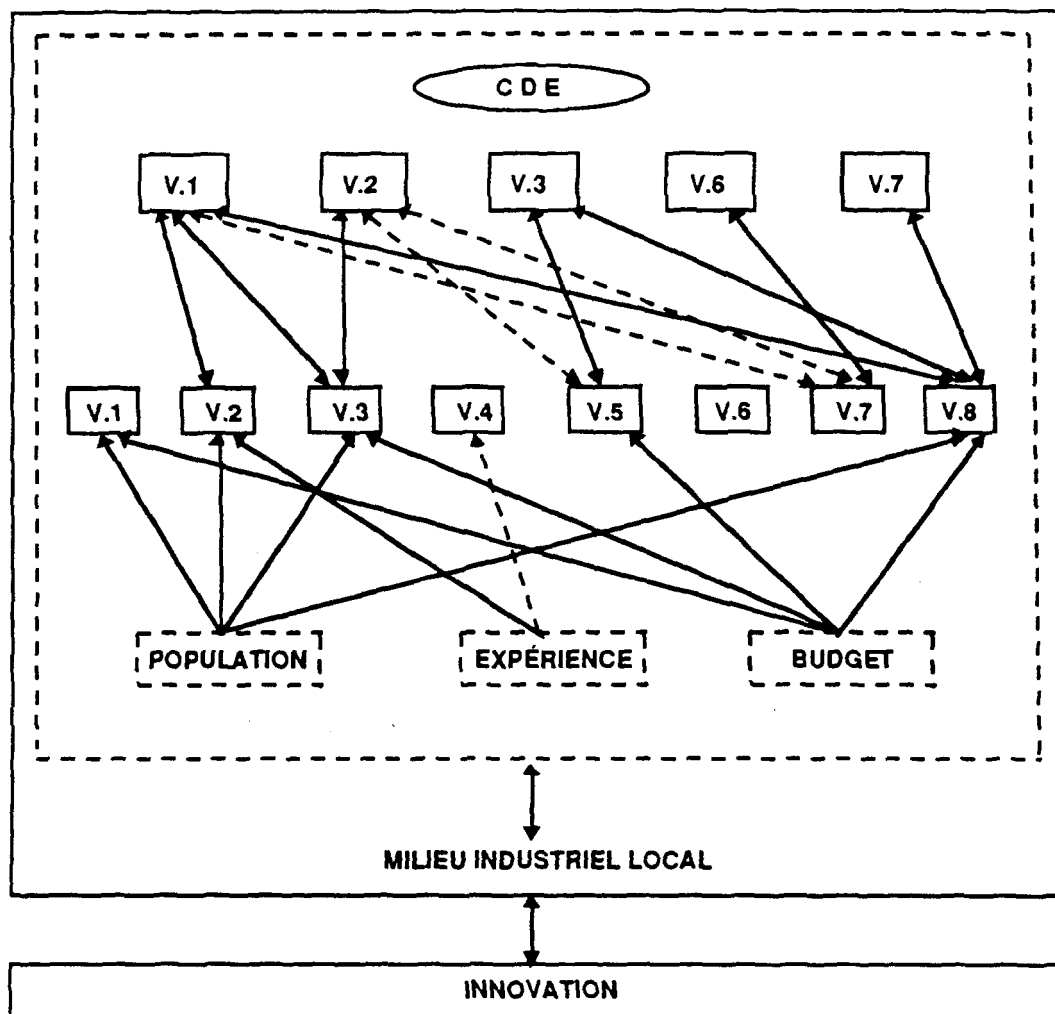 C D E
V.1 V.2 V.3 V.6 V.7
V.1 V.2 V.3 V.4 V.5 V.6 V.7 V.8
POPULATION EXPÉRIENCE BUDGET
MILIEU INDUSTRIEL LOCAL
INNOVATION